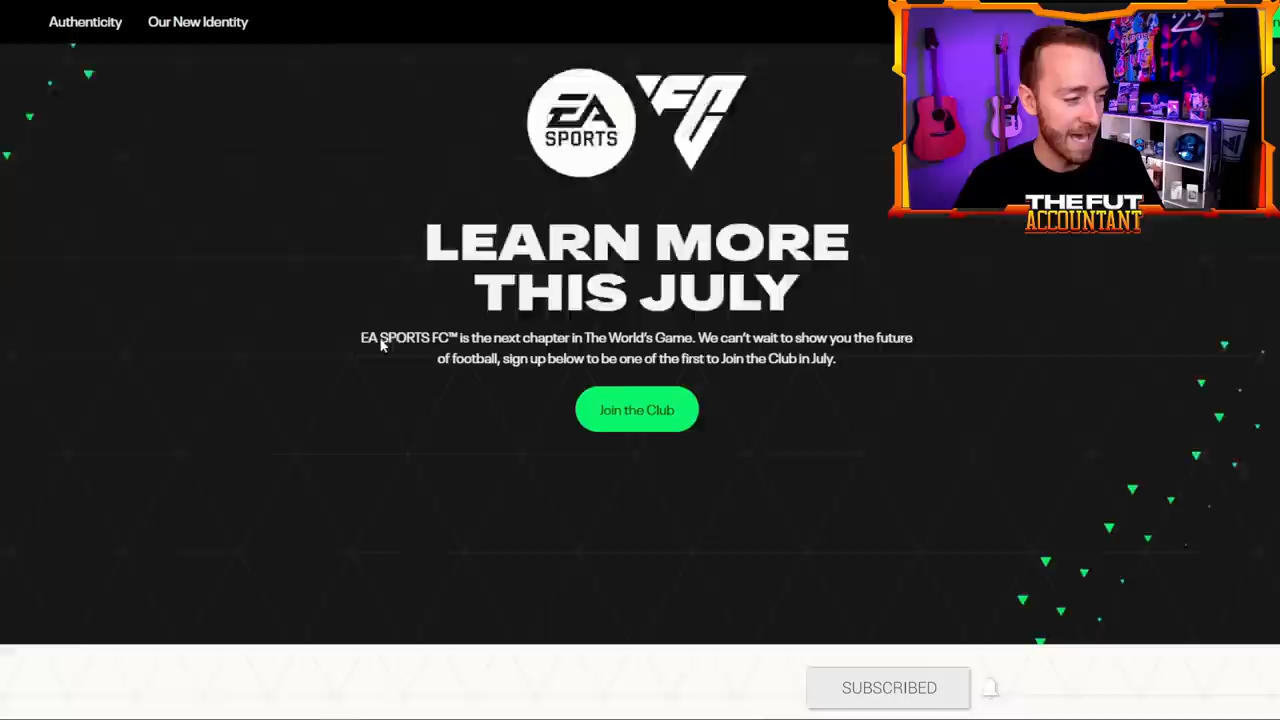 Authenticity
Our New Identity
EA
SPORTS
FC
LEARN MORE
THIS JULY
EA SPORTS FC™ is the next chapter in The World's Game. We can't wait to show you the future
of football, sign up below to be one of the first to Join the Club in July.
Join the Club
THE FUT
ACCOUNTANT
SUBSCRIBED